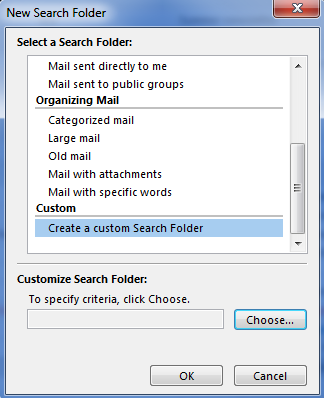 New Search Folder
Select a Search Folder:
Mail sent directly to me
Mail sent to public groups
Organizing Mail
Categorized mail
Large mail
Old mail
Mail with attachments
Mail with specific words
Custom
Create a custom Search Folder
Customize Search Folder:
To specify criteria, click Choose.
Choose...
OK Cancel